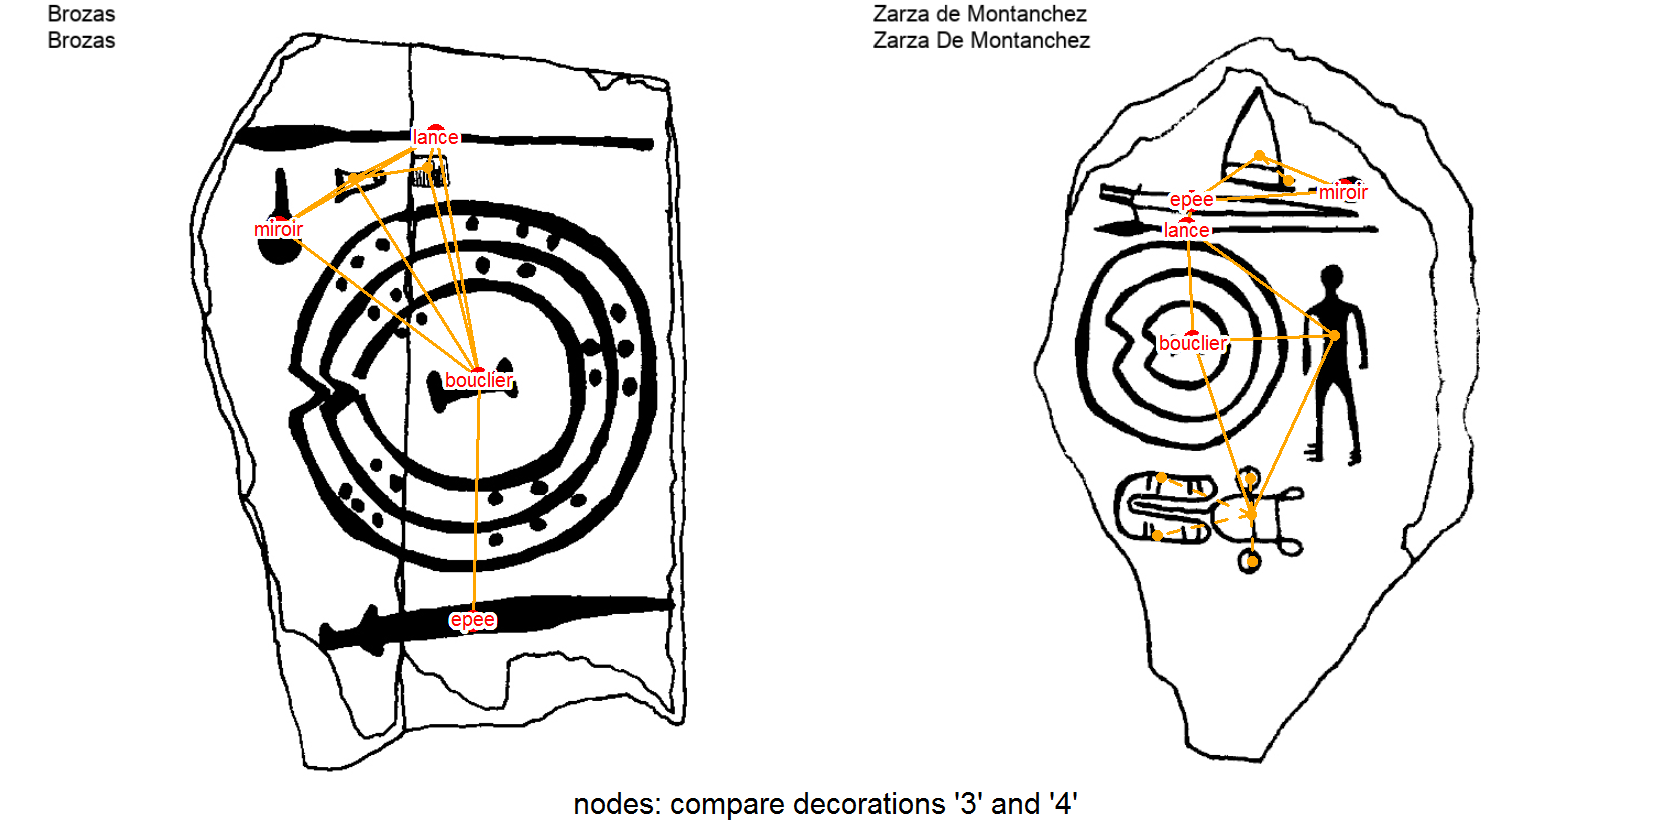 Brozas
Brozas
Zarza de Montanchez
Zarza De Montanchez
lance
miroir
bouclier
epee
epee
miroir
lance
bouclier
nodes: compare decorations '3' and '4'